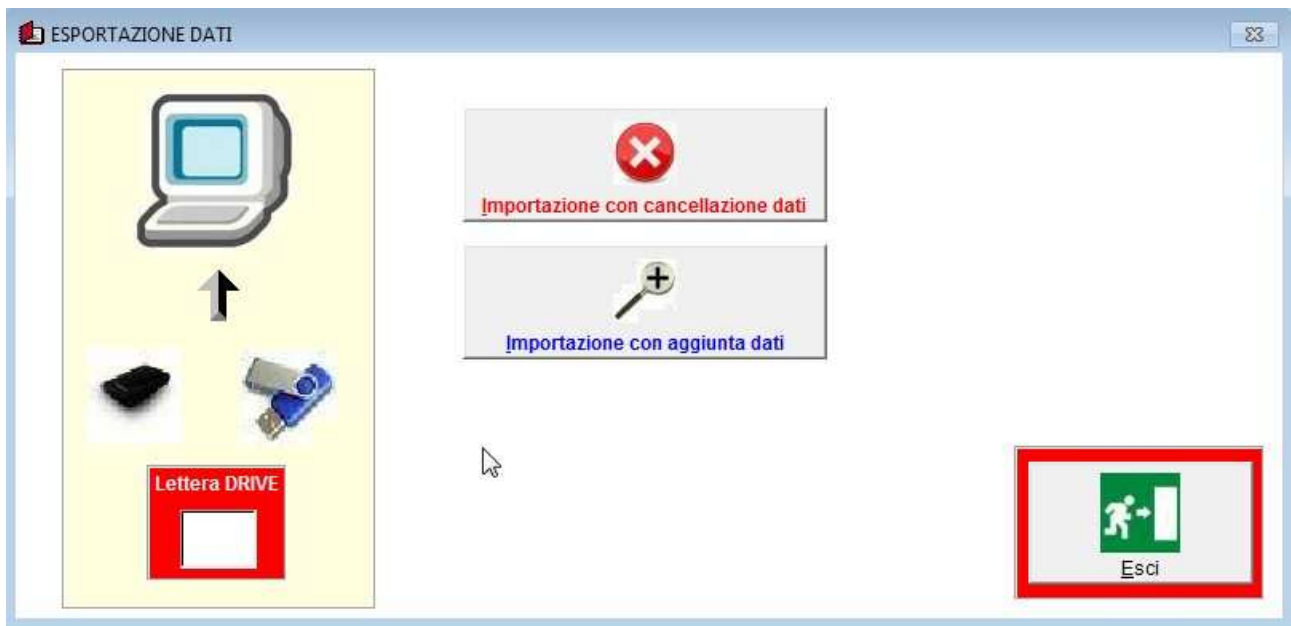 ESPORTAZIONE DATI
Importazione con cancellazione dati
Importazione con aggiunta dati
Lettera DRIVE
Esci